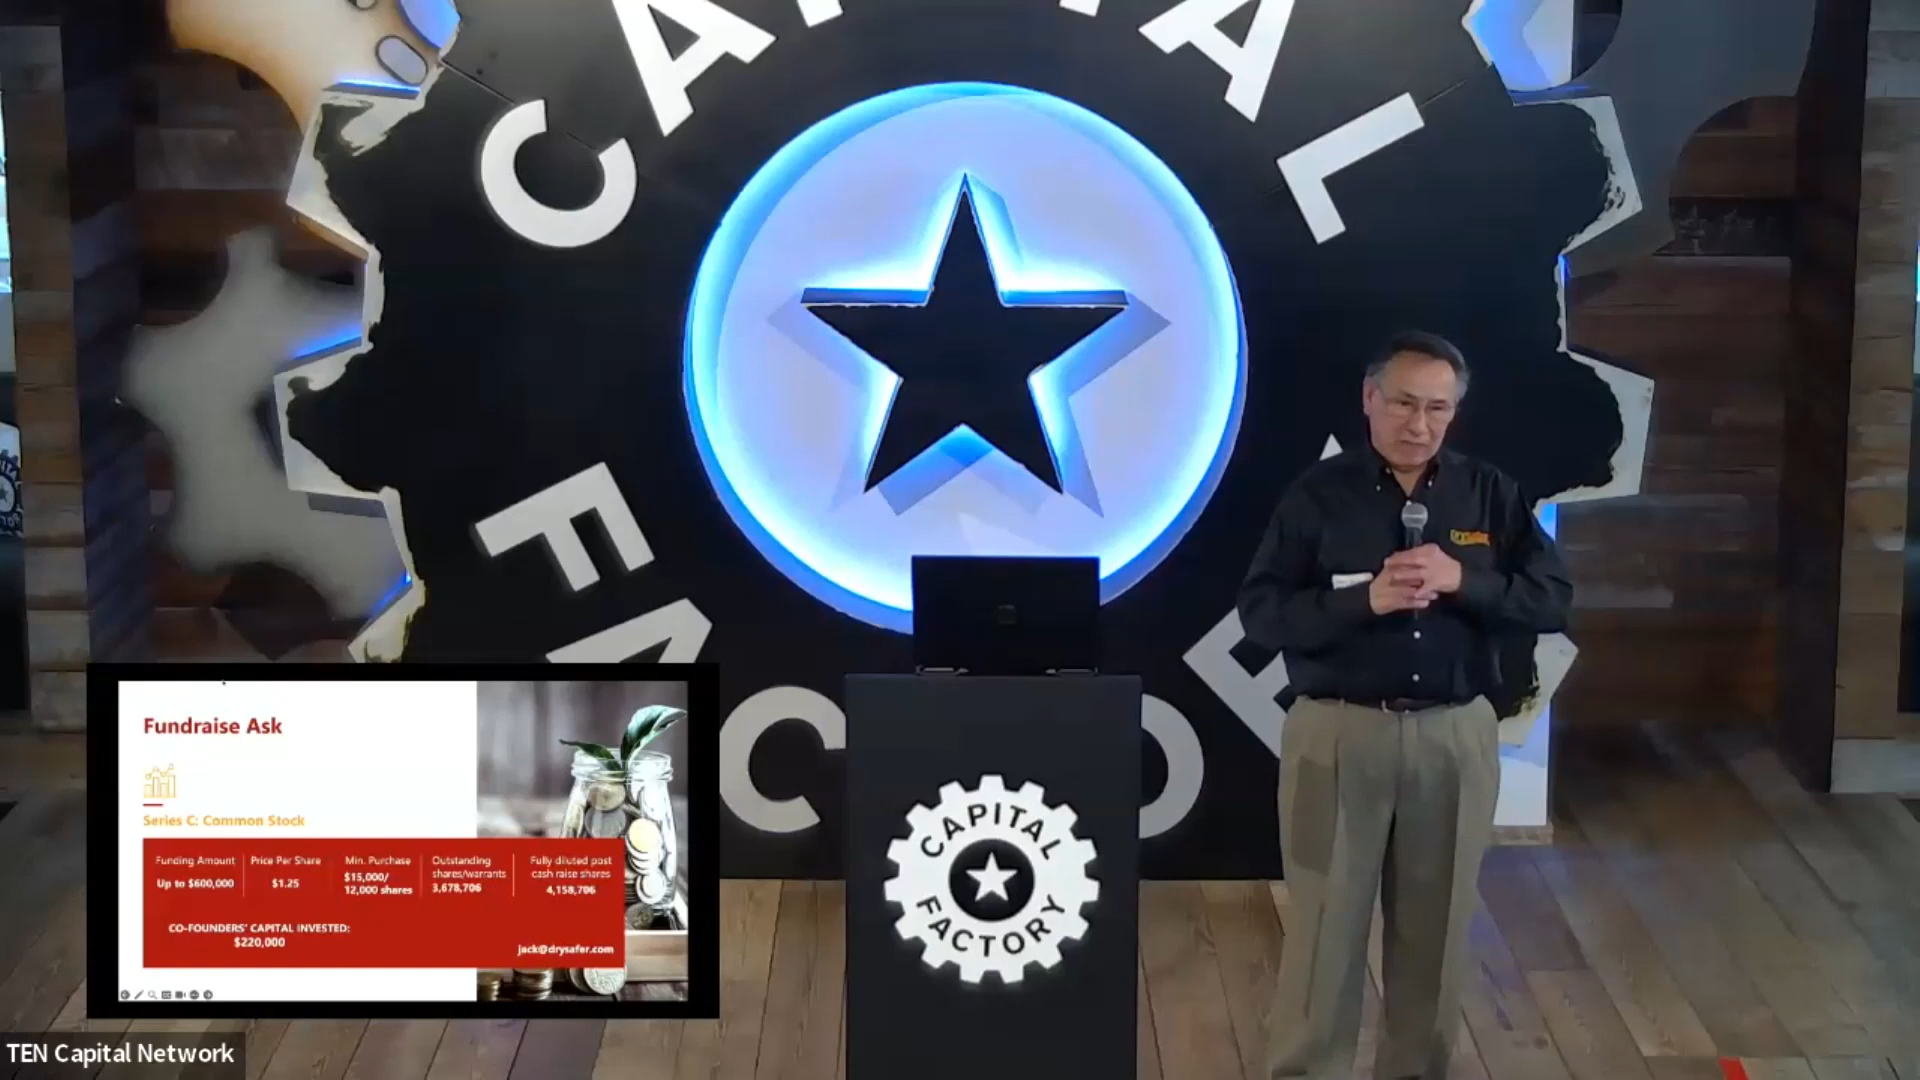 CAPITAL
FACTO
Fundraise Ask
Series C: Common Stock
Funding Amount
Up to $600,000
Price Per Share
$1.25
Min. Purchase
$15,000/
12,000 shares
Outstanding
shares/warrants
3,678,706
Fully diluted post
cash raise shares
4,158,706
CO-FOUNDERS' CAPITAL INVESTED:
$220,000
jack@drysafer.com
CAPITAL
FACTORY
TEN Capital Network